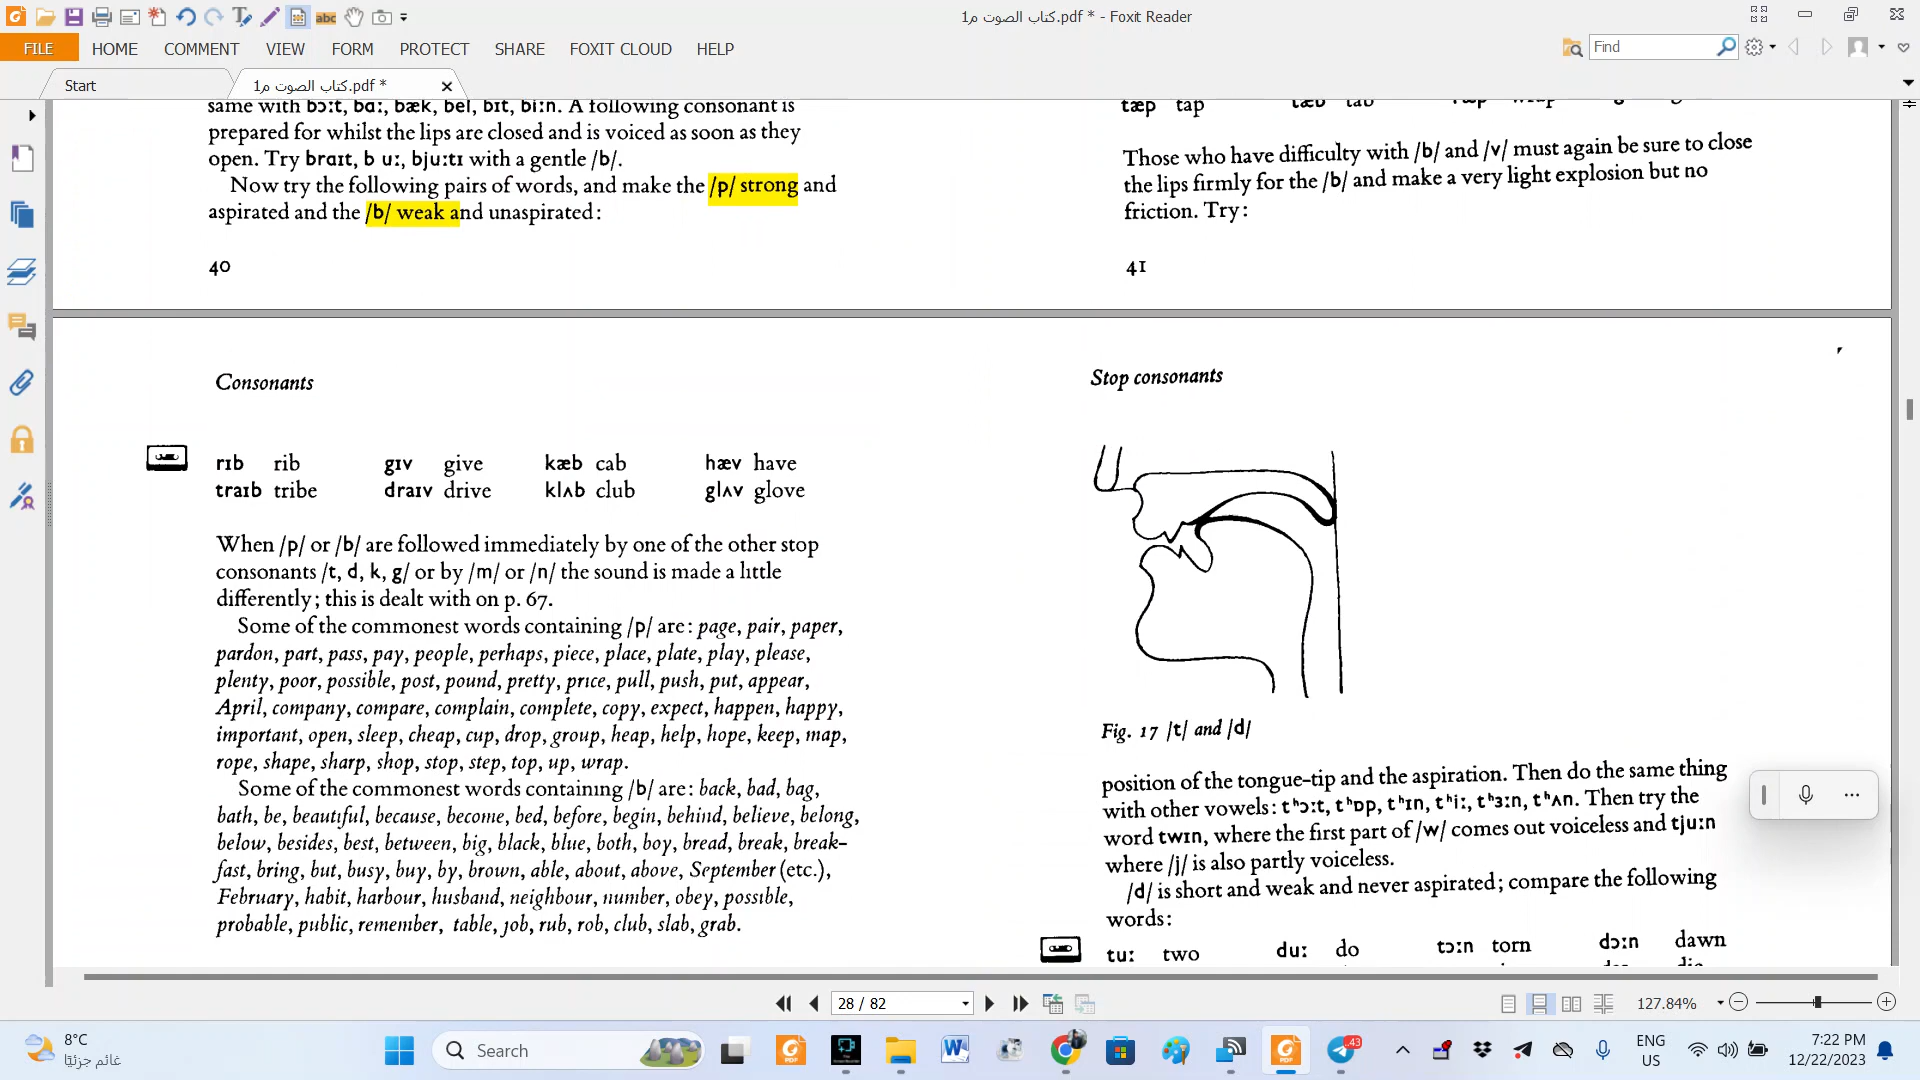 كتاب الصوت م1.pdf * - Foxit Reader
FILE HOME COMMENT VIEW FORM PROTECT SHARE FOXIT CLOUD HELP
Find
Start
كتاب الصوت م1.pdf *
same with bɔːt, bɑː, bæk, bel, bɪt, biːn. A following consonant is
prepared for whilst the lips are closed and is voiced as soon as they
open. Try braɪt, b uː, bjuːtɪ with a gentle /b/.
Now try the following pairs of words, and make the /p/ strong and
aspirated and the /b/ weak and unaspirated:
40
tæp tap tæb tab
Those who have difficulty with /b/ and /v/ must again be sure to close
the lips firmly for the /b/ and make a very light explosion but no
friction. Try:
41
Consonants
rɪb rib gɪv give kæb cab hæv have
traɪb tribe draɪv drive klʌb club glʌv glove
When /p/ or /b/ are followed immediately by one of the other stop
consonants /t, d, k, g/ or by /m/ or /n/ the sound is made a little
differently; this is dealt with on p. 67.
Some of the commonest words containing /p/ are: page, pair, paper,
pardon, part, pass, pay, people, perhaps, piece, place, plate, play, please,
plenty, poor, possible, post, pound, pretty, price, pull, push, put, appear,
April, company, compare, complain, complete, copy, expect, happen, happy,
important, open, sleep, cheap, cup, drop, group, heap, help, hope, keep, map,
rope, shape, sharp, shop, stop, step, top, up, wrap.
Some of the commonest words containing /b/ are: back, bad, bag,
bath, be, beautiful, because, become, bed, before, begin, behind, believe, belong,
below, besides, best, between, big, black, blue, both, boy, bread, break, break-
fast, bring, but, busy, buy, by, brown, able, about, above, September (etc.),
February, habit, harbour, husband, neighbour, number, obey, possible,
probable, public, remember, table, job, rub, rob, club, slab, grab.
Stop consonants
Fig. 17 /t/ and /d/
position of the tongue-tip and the aspiration. Then do the same thing
with other vowels: tʰɔːt, tʰɒp, tʰɪn, tʰiː, tʰɜːn, tʰʌn. Then try the
word twɪn, where the first part of /w/ comes out voiceless and tjuːn
where /j/ is also partly voiceless.
/d/ is short and weak and never aspirated; compare the following
words:
tuː two duː do tɔːn torn dɔːn dawn
28 / 82
127.84%
8°C
غائم جزئيًا
Search
43
ENG
US
7:22 PM
12/22/2023